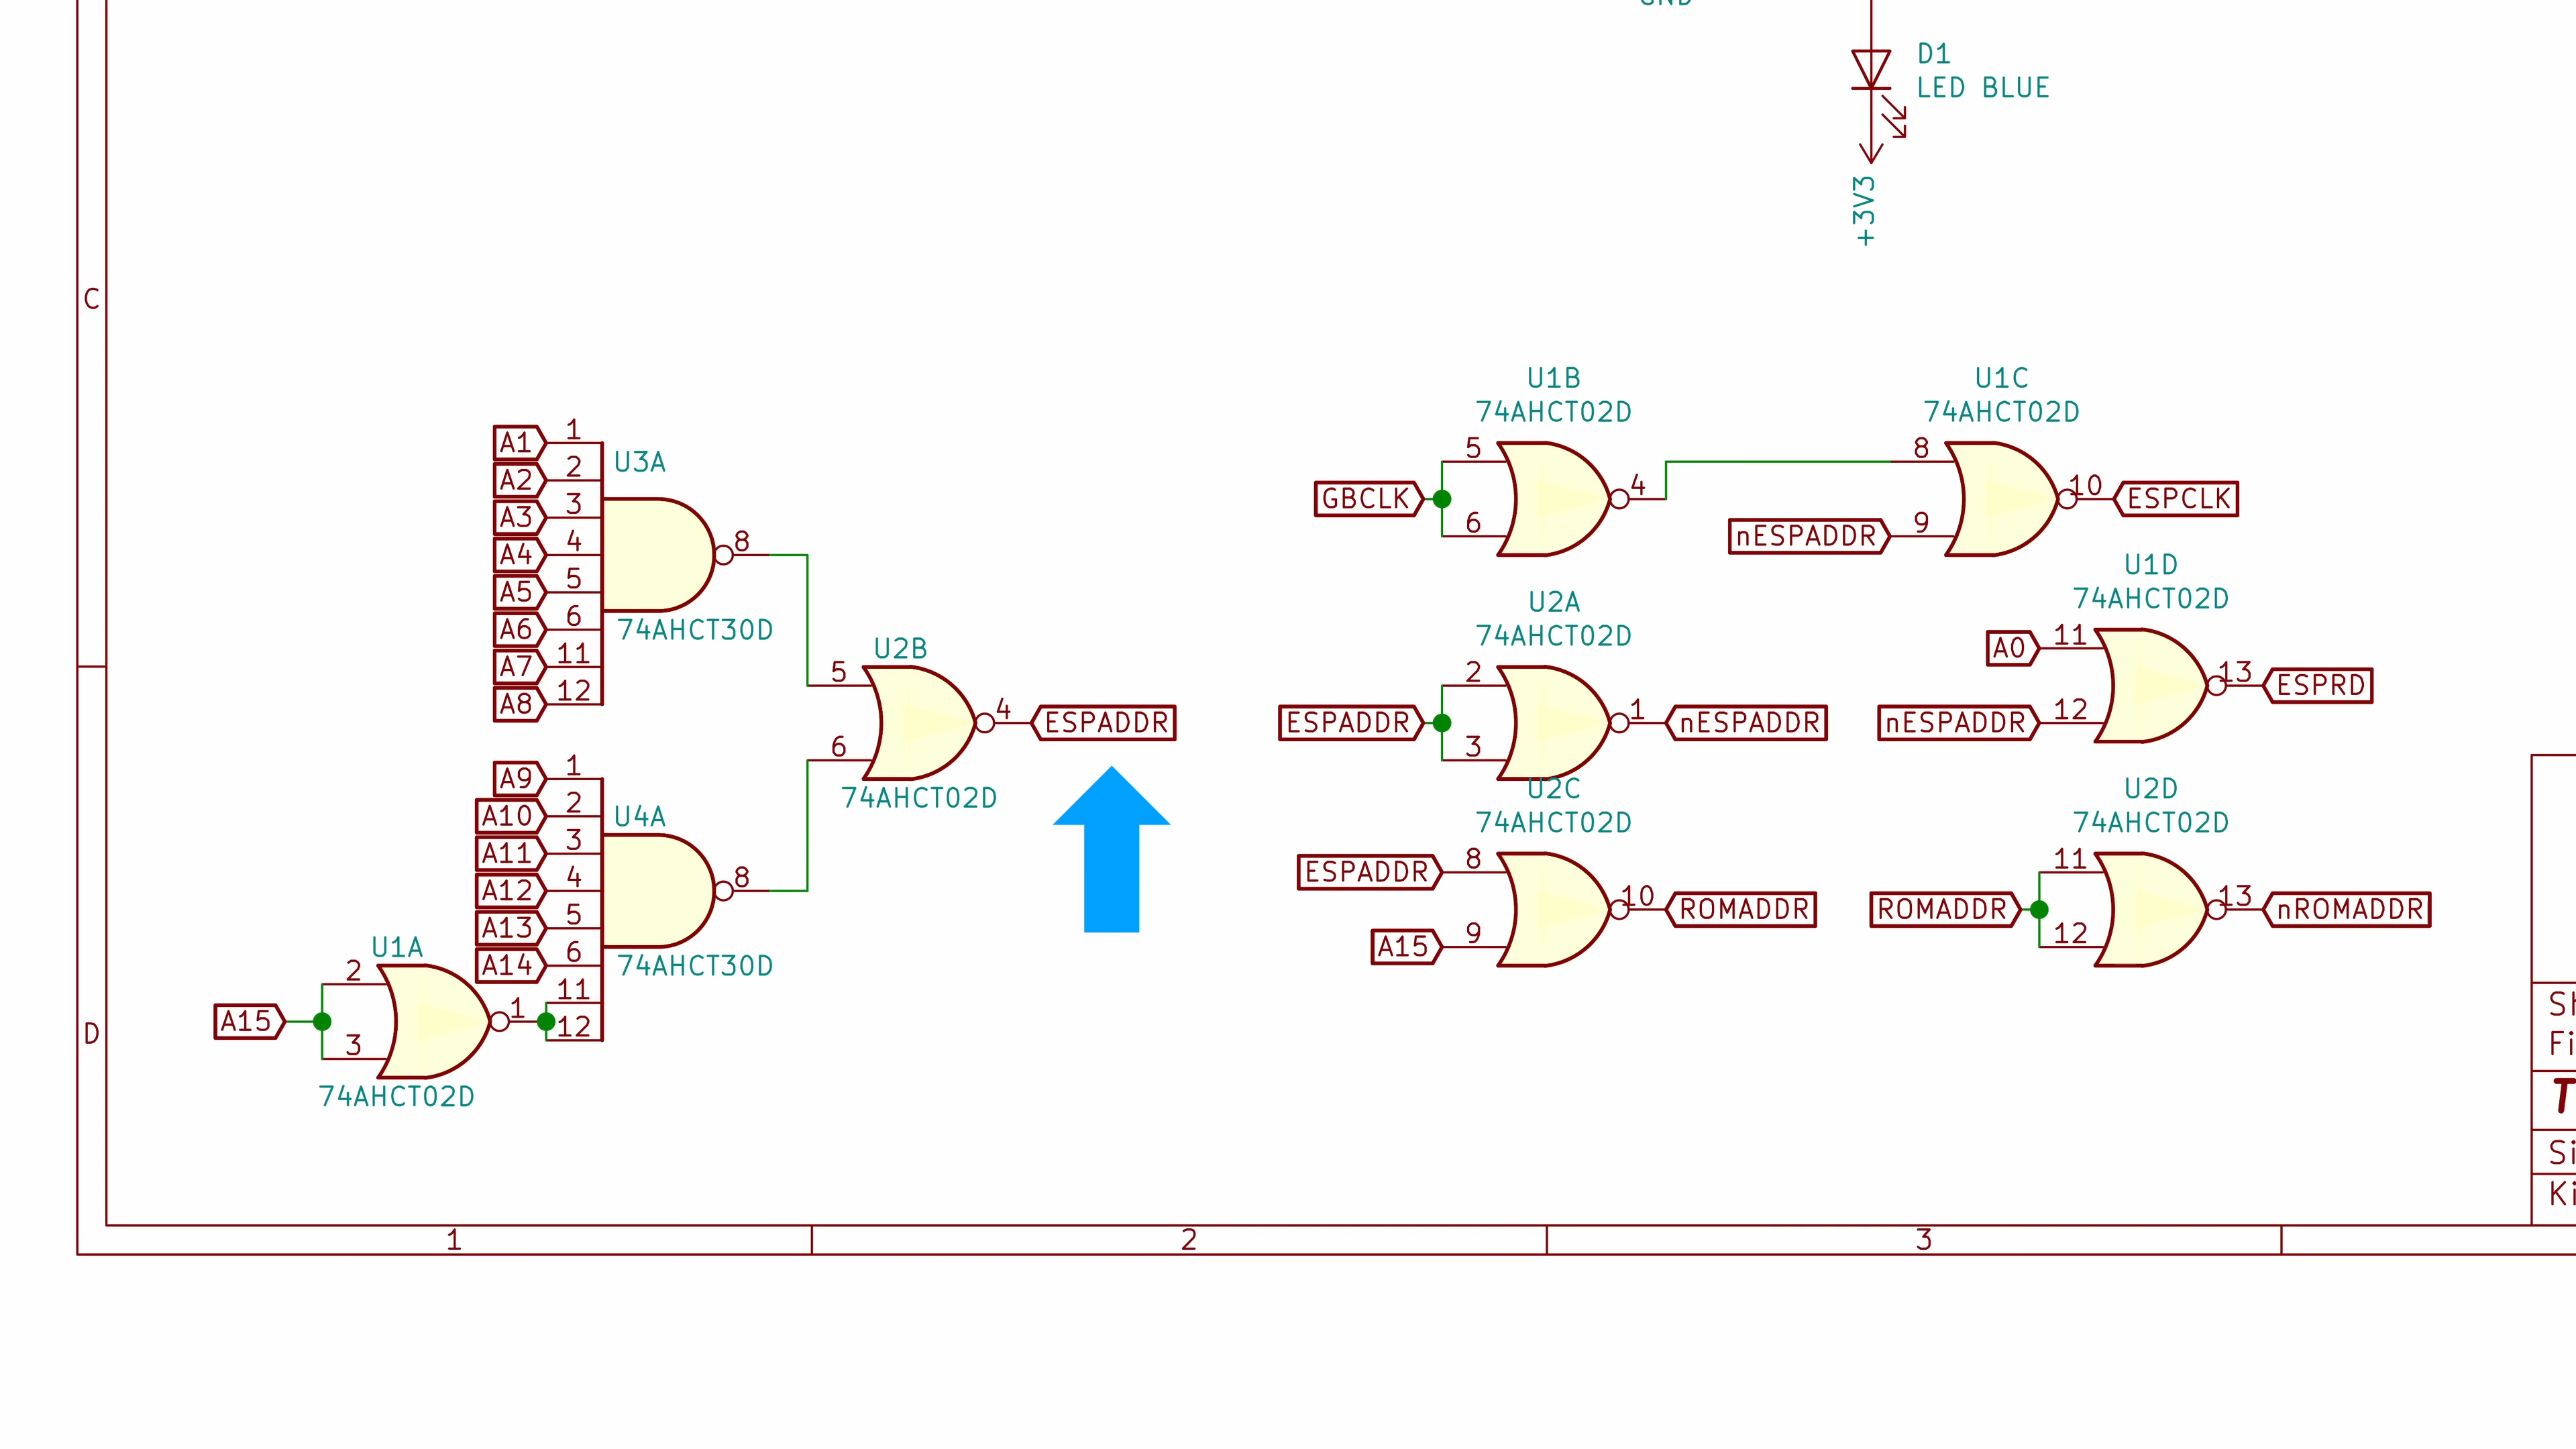 D1
LED BLUE
+3V3
C
A1 1
A2 2
A3 3
A4 4
A5 5
A6 6
A7 11
A8 12
U3A
8
74AHCT30D
A9 1
A10 2
A11 3
A12 4
A13 5
A14 6
11
12
U4A
8
74AHCT30D
D
A15
2
3
U1A
1
74AHCT02D
U2B
5
6
4
ESPADDR
74AHCT02D
U1B
74AHCT02D
GBCLK
5
6
4
U1C
74AHCT02D
8
nESPADDR 9
10
ESPCLK
U2A
74AHCT02D
ESPADDR
2
3
1
nESPADDR
U1D
74AHCT02D
A0 11
nESPADDR 12
13
ESPRD
U2C
74AHCT02D
ESPADDR 8
A15 9
10
ROMADDR
U2D
74AHCT02D
ROMADDR
11
12
13
nROMADDR
Fi
T
Si
Ki
1
2
3